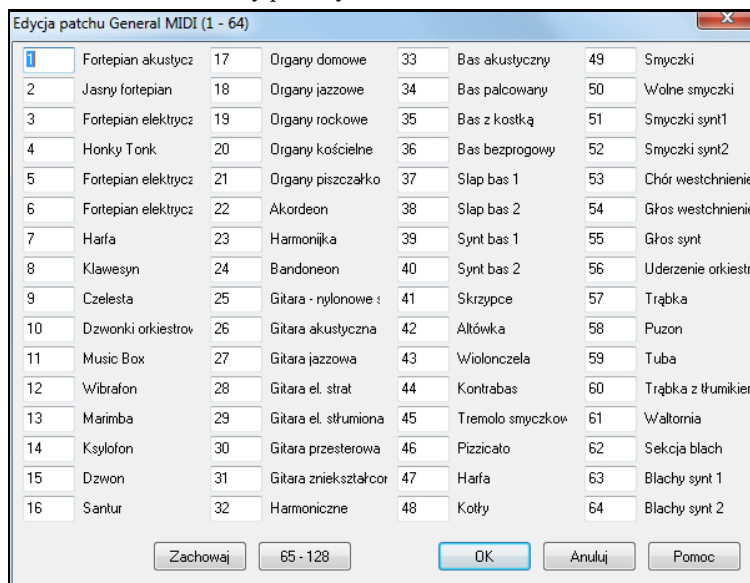 Edycja patchu General MIDI (1 - 64)
1 Fortepian akustycz 17 Organy domowe 33 Bas akustyczny 49 Smyczki
2 Jasny fortepian 18 Organy jazzowe 34 Bas palcowany 50 Wolne smyczki
3 Fortepian elektrycz 19 Organy rockowe 35 Bas z kostką 51 Smyczki synt1
4 Honky Tonk 20 Organy kościelne 36 Bas bezprogowy 52 Smyczki synt2
5 Fortepian elektrycz 21 Organy piszczałko 37 Slap bas 1 53 Chór westchnienie
6 Fortepian elektrycz 22 Akordeon 38 Slap bas 2 54 Głos westchnienie
7 Harfa 23 Harmonijka 39 Synt bas 1 55 Głos synt
8 Klawesyn 24 Bandoneon 40 Synt bas 2 56 Uderzenie orkiestr
9 Czelesta 25 Gitara - nylonowe s 41 Skrzypce 57 Trąbka
10 Dzwonki orkiestrow 26 Gitara akustyczna 42 Altówka 58 Puzon
11 Music Box 27 Gitara jazzowa 43 Wiolonczela 59 Tuba
12 Wibrafon 28 Gitara el. strat 44 Kontrabas 60 Trąbka z tłumikiem
13 Marimba 29 Gitara el. stłumiona 45 Tremolo smyczkow 61 Waltornia
14 Ksylofon 30 Gitara przesterowa 46 Pizzicato 62 Sekcja blach
15 Dzwon 31 Gitara zniekształcor 47 Harfa 63 Blachy synt 1
16 Santur 32 Harmoniczne 48 Kotły 64 Blachy synt 2
Zachowaj 65 - 128 OK Anuluj Pomoc